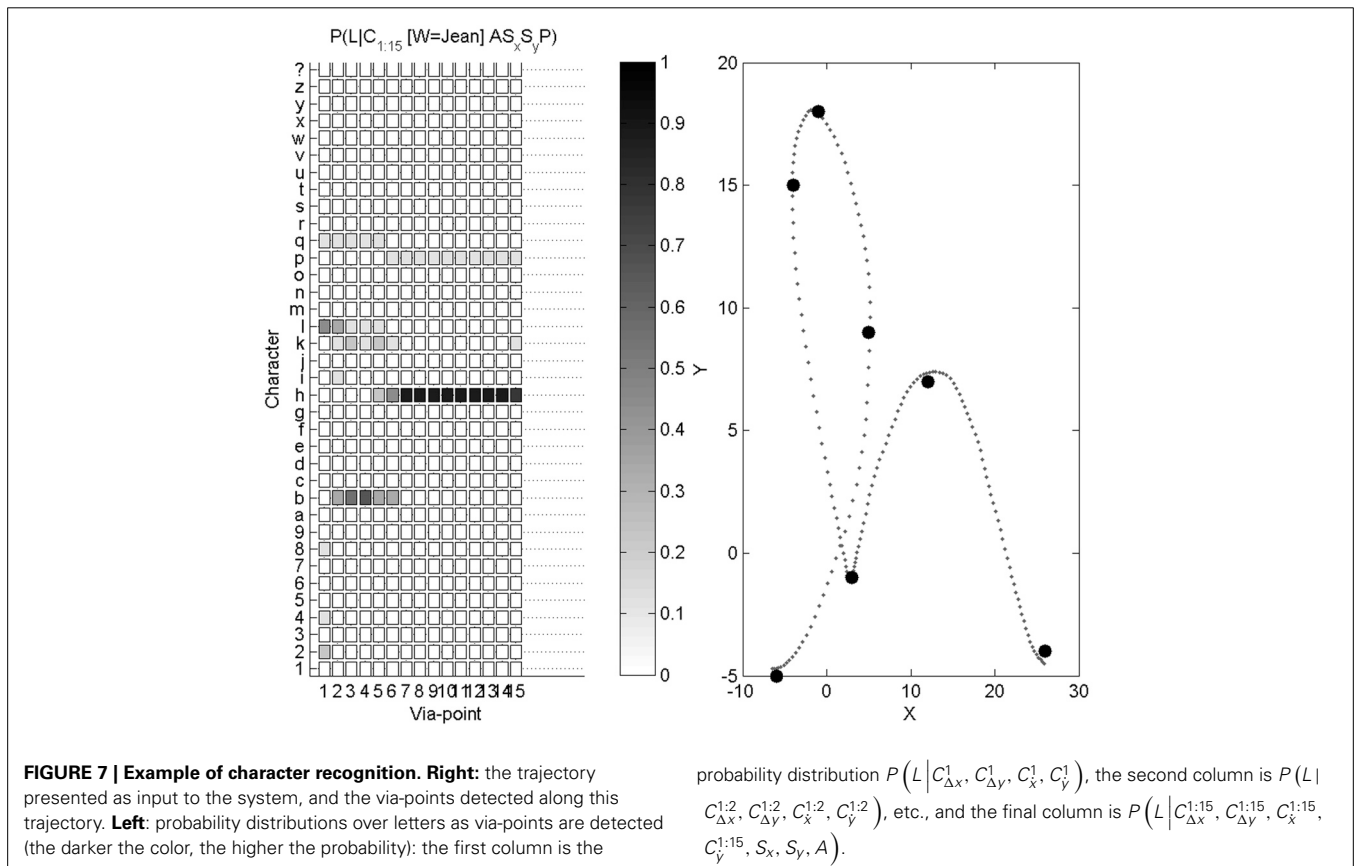 P(L|C1:15 [W=Jean] ASxSyP)
?
z
y
x
w
v
u
t
s
r
q
p
o
n
m
l
k
j
i
h
g
f
e
d
c
b
a
9
8
7
6
5
4
3
2
1
Character
1 2 3 4 5 6 7 8 9 10 11 12 13 14 15
Via-point
1
0.9
0.8
0.7
0.6
0.5
0.4
0.3
0.2
0.1
0
20
15
10
5
0
-5
Y
-10 0 10 20 30
X
FIGURE 7 | Example of character recognition. Right: the trajectory
presented as input to the system, and the via-points detected along this
trajectory. Left: probability distributions over letters as via-points are detected
(the darker the color, the higher the probability): the first column is the
probability distribution P(L|C¹Δx, C¹Δy, C¹ẋ, C¹ẏ), the second column is P(L|
C¹:²Δx, C¹:²Δy, C¹:²ẋ, C¹:²ẏ), etc., and the final column is P(L|C¹:¹⁵Δx, C¹:¹⁵Δy, C¹:¹⁵ẋ,
C¹:¹⁵ẏ, Sx, Sy, A).